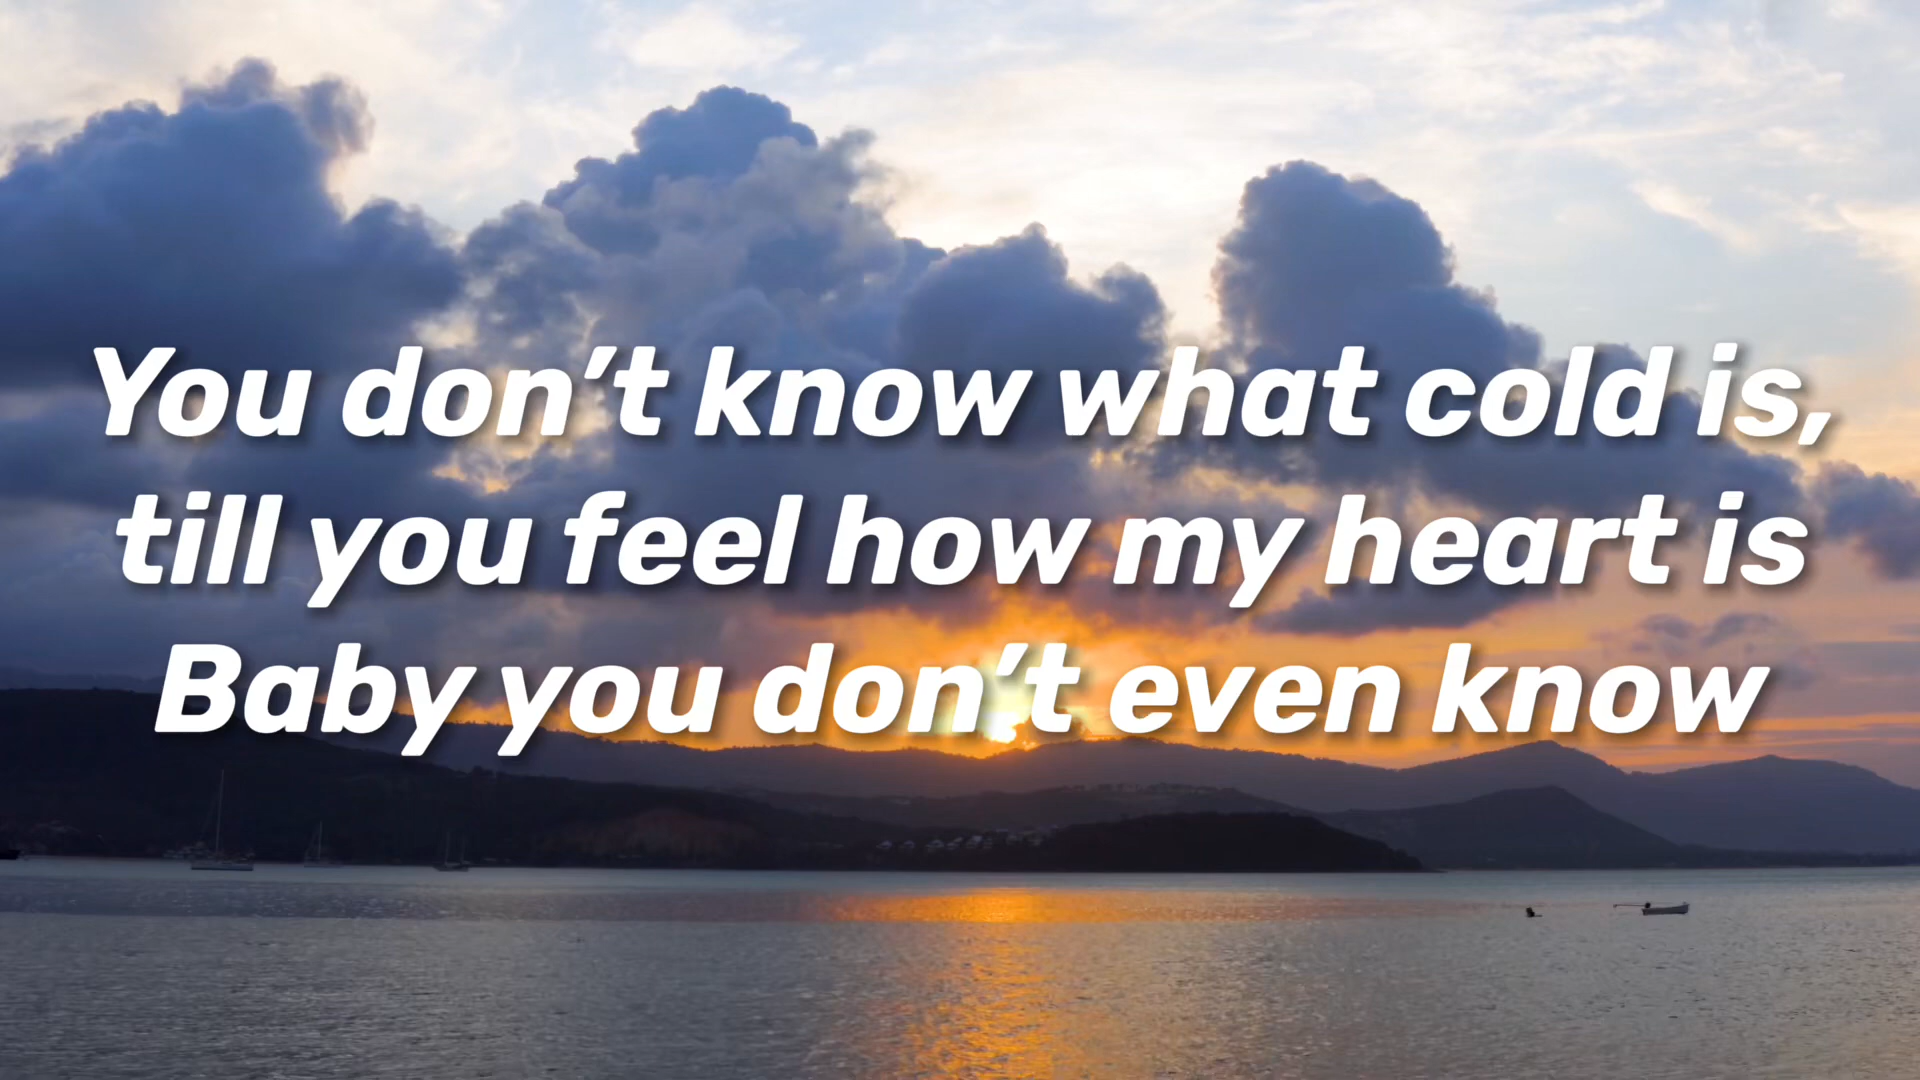 You don’t know what cold is,
till you feel how my heart is
Baby you don’t even know